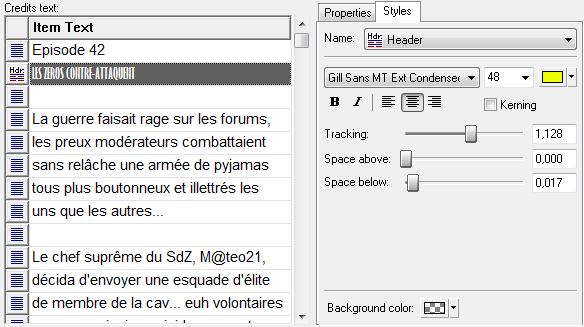 Credits text:
Item Text
Episode 42
Hdr:
LES ZEROS CONTRE-ATTAQUENT
La guerre faisait rage sur les forums,
les preux modérateurs combattaient
sans relâche une armée de pyjamas
tous plus boutonneux et illettrés les
uns que les autres...
Le chef suprême du SdZ, M@teo21,
décida d'envoyer une esquade d'élite
de membre de la cav... euh volontaires
Properties
Styles
Name:
Hdr:
Header
Gill Sans MT Ext Condensed
48
B I
Kerning
Tracking:
1,128
Space above:
0,000
Space below:
0,017
Background color: